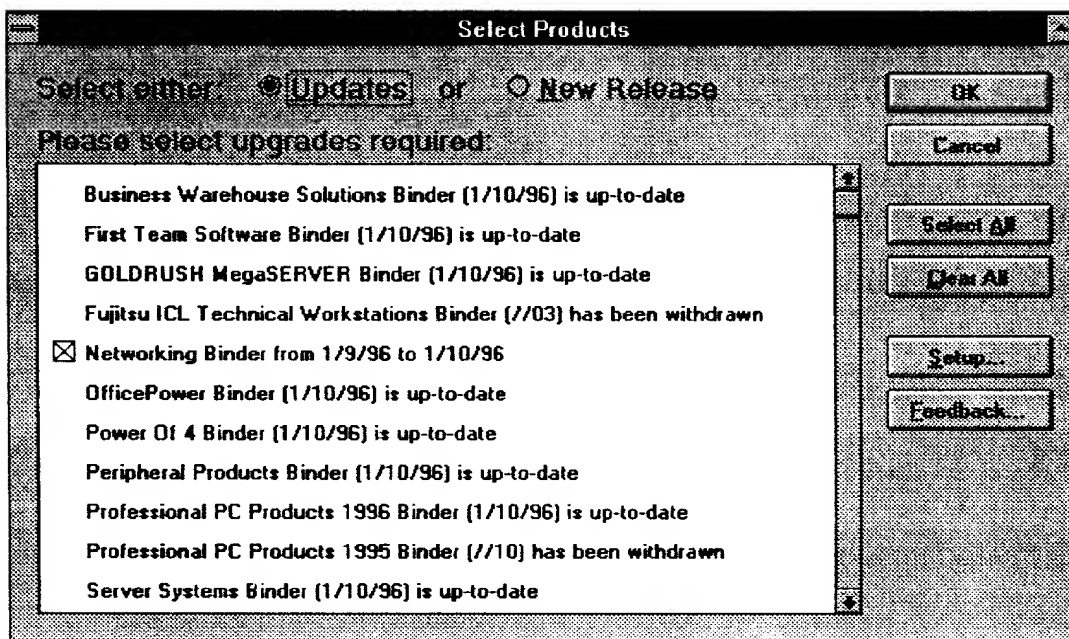 Select Products
Select either: Updates or New Release
Please select upgrades required:
Business Warehouse Solutions Binder (1/10/96) is up-to-date
First Team Software Binder (1/10/96) is up-to-date
GOLDRUSH MegaSERVER Binder (1/10/96) is up-to-date
Fujitsu ICL Technical Workstations Binder (//03) has been withdrawn
Networking Binder from 1/9/96 to 1/10/96
OfficePower Binder (1/10/96) is up-to-date
Power Of 4 Binder (1/10/96) is up-to-date
Peripheral Products Binder (1/10/96) is up-to-date
Professional PC Products 1996 Binder (1/10/96) is up-to-date
Professional PC Products 1995 Binder (//10) has been withdrawn
Server Systems Binder (1/10/96) is up-to-date
OK
Cancel
Select All
Clear All
Setup...
Feedback...